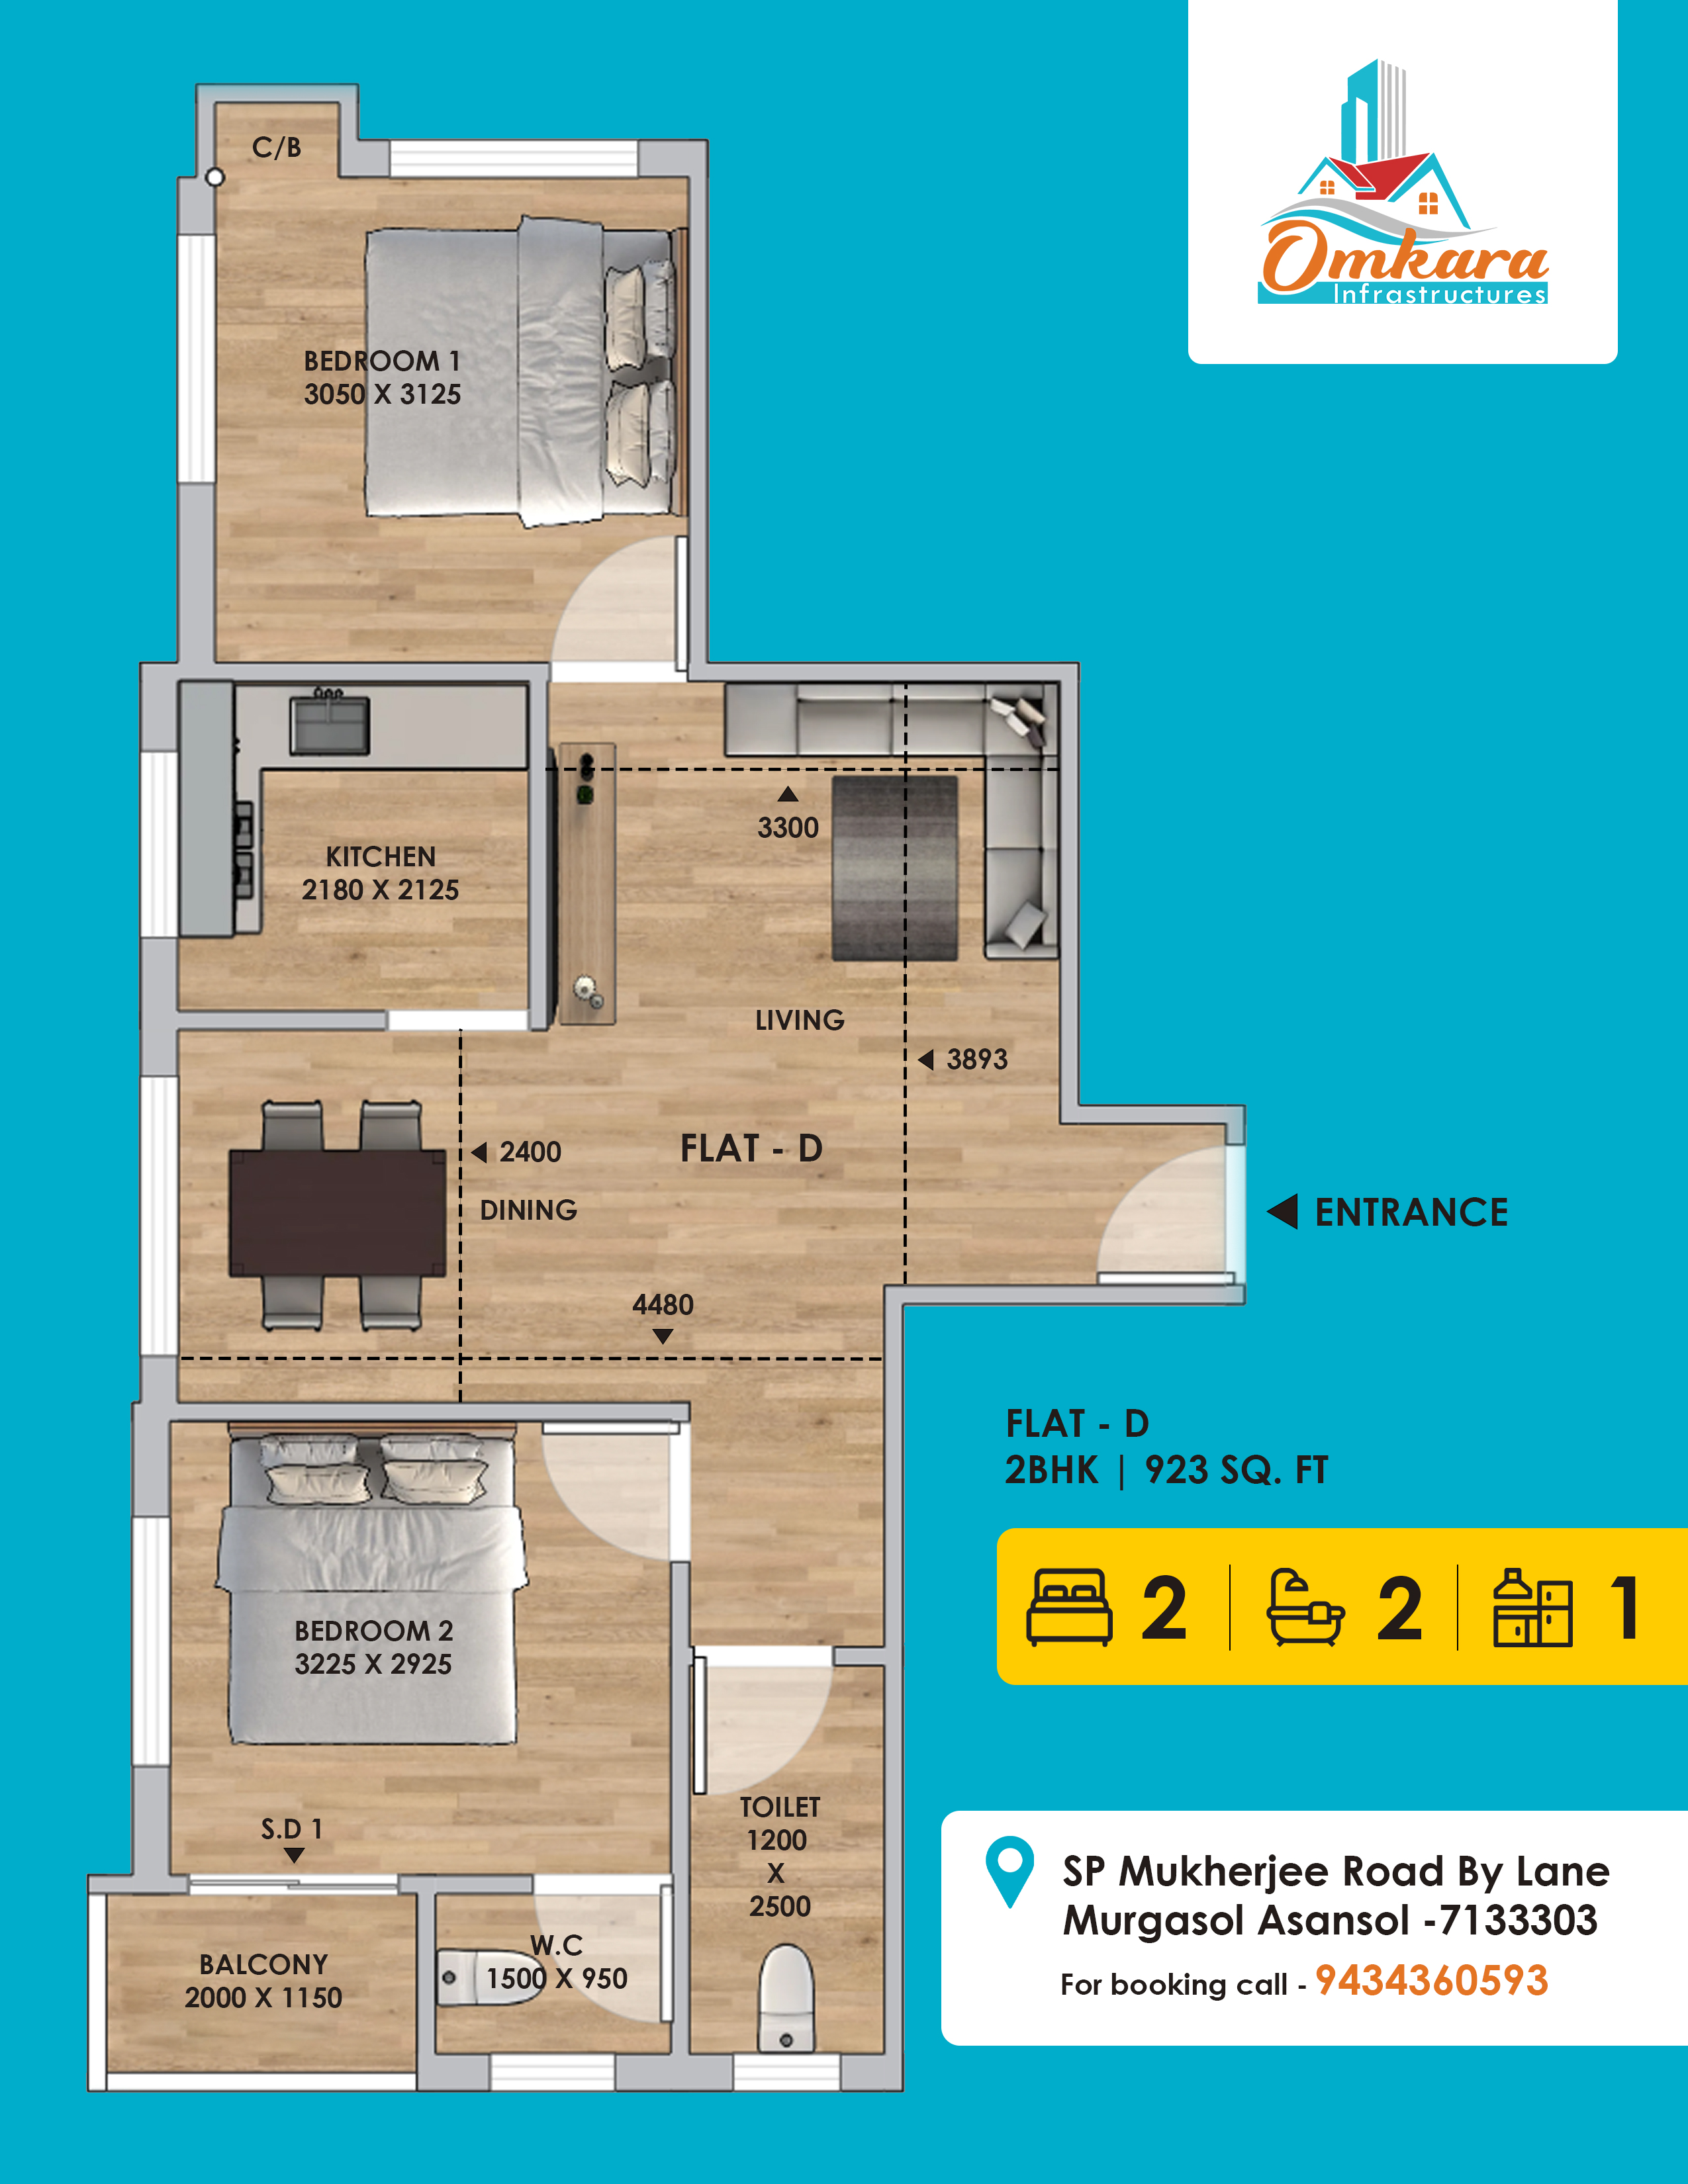 Omkara
Infrastructures
C/B
BEDROOM 1
3050 X 3125
KITCHEN
2180 X 2125
3300
LIVING
3893
FLAT - D
2400
DINING
ENTRANCE
4480
FLAT - D
2BHK | 923 SQ. FT
2
2
1
BEDROOM 2
3225 X 2925
S.D 1
TOILET
1200
X
2500
BALCONY
2000 X 1150
W.C
1500 X 950
SP Mukherjee Road By Lane
Murgasol Asansol -7133303
For booking call - 9434360593